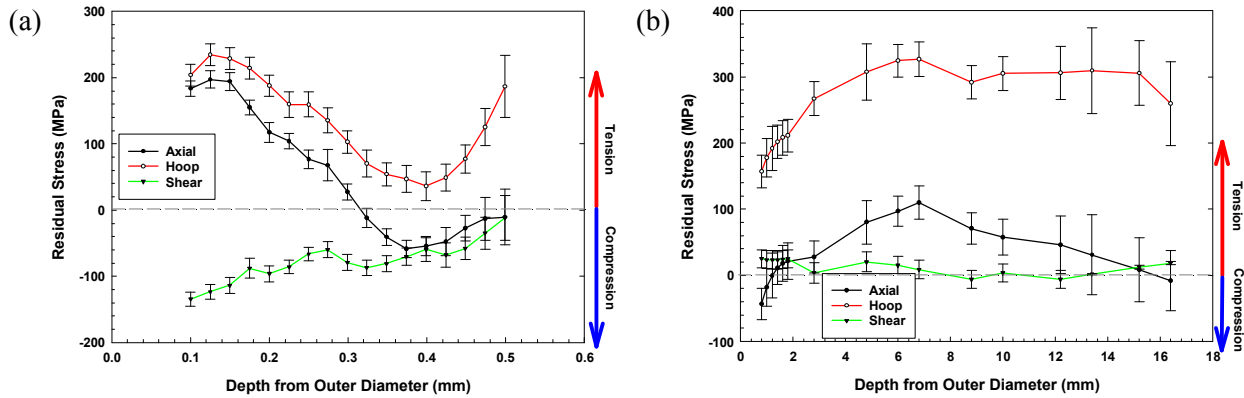 (a)
300
200
100
0
-100
-200
0.0 0.1 0.2 0.3 0.4 0.5 0.6
Residual Stress (MPa)
Depth from Outer Diameter (mm)
Axial
Hoop
Shear
Tension
Compression
(b)
400
300
200
100
0
-100
0 2 4 6 8 10 12 14 16 18
Residual Stress (MPa)
Depth from Outer Diameter (mm)
Axial
Hoop
Shear
Tension
Compression